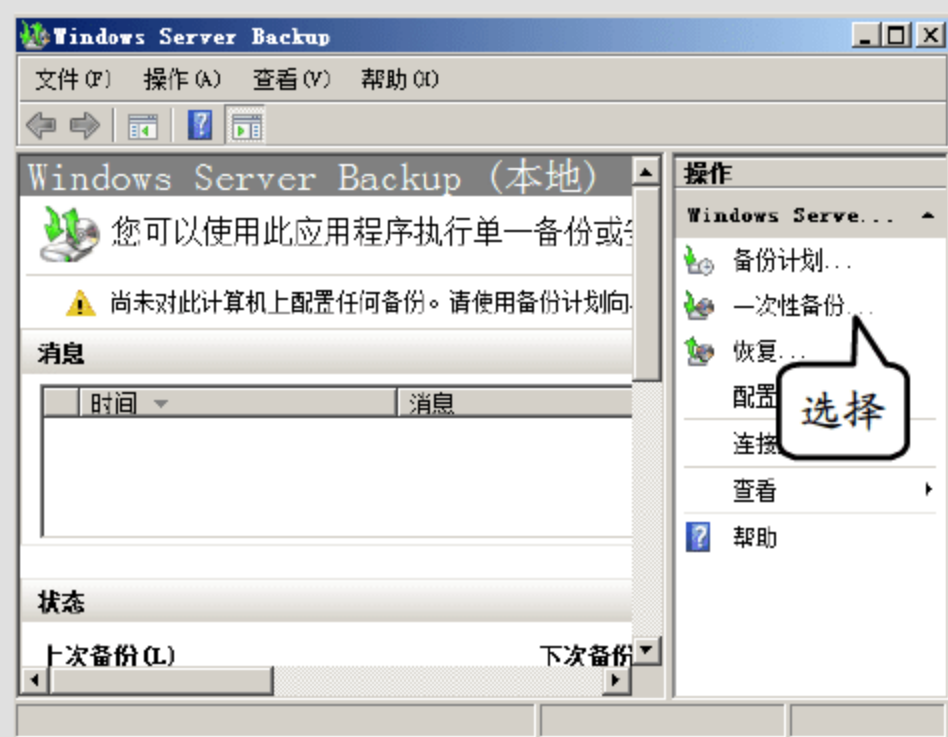 Windows Server Backup
文件(F) 操作(A) 查看(V) 帮助(H)
Windows Server Backup (本地)
您可以使用此应用程序执行单一备份或
尚未对此计算机上配置任何备份。请使用备份计划向
消息
时间 消息
状态
上次备份(L) 下次备份
操作
Windows Serve...
备份计划...
一次性备份...
恢复...
配置
选择
连接
查看
帮助